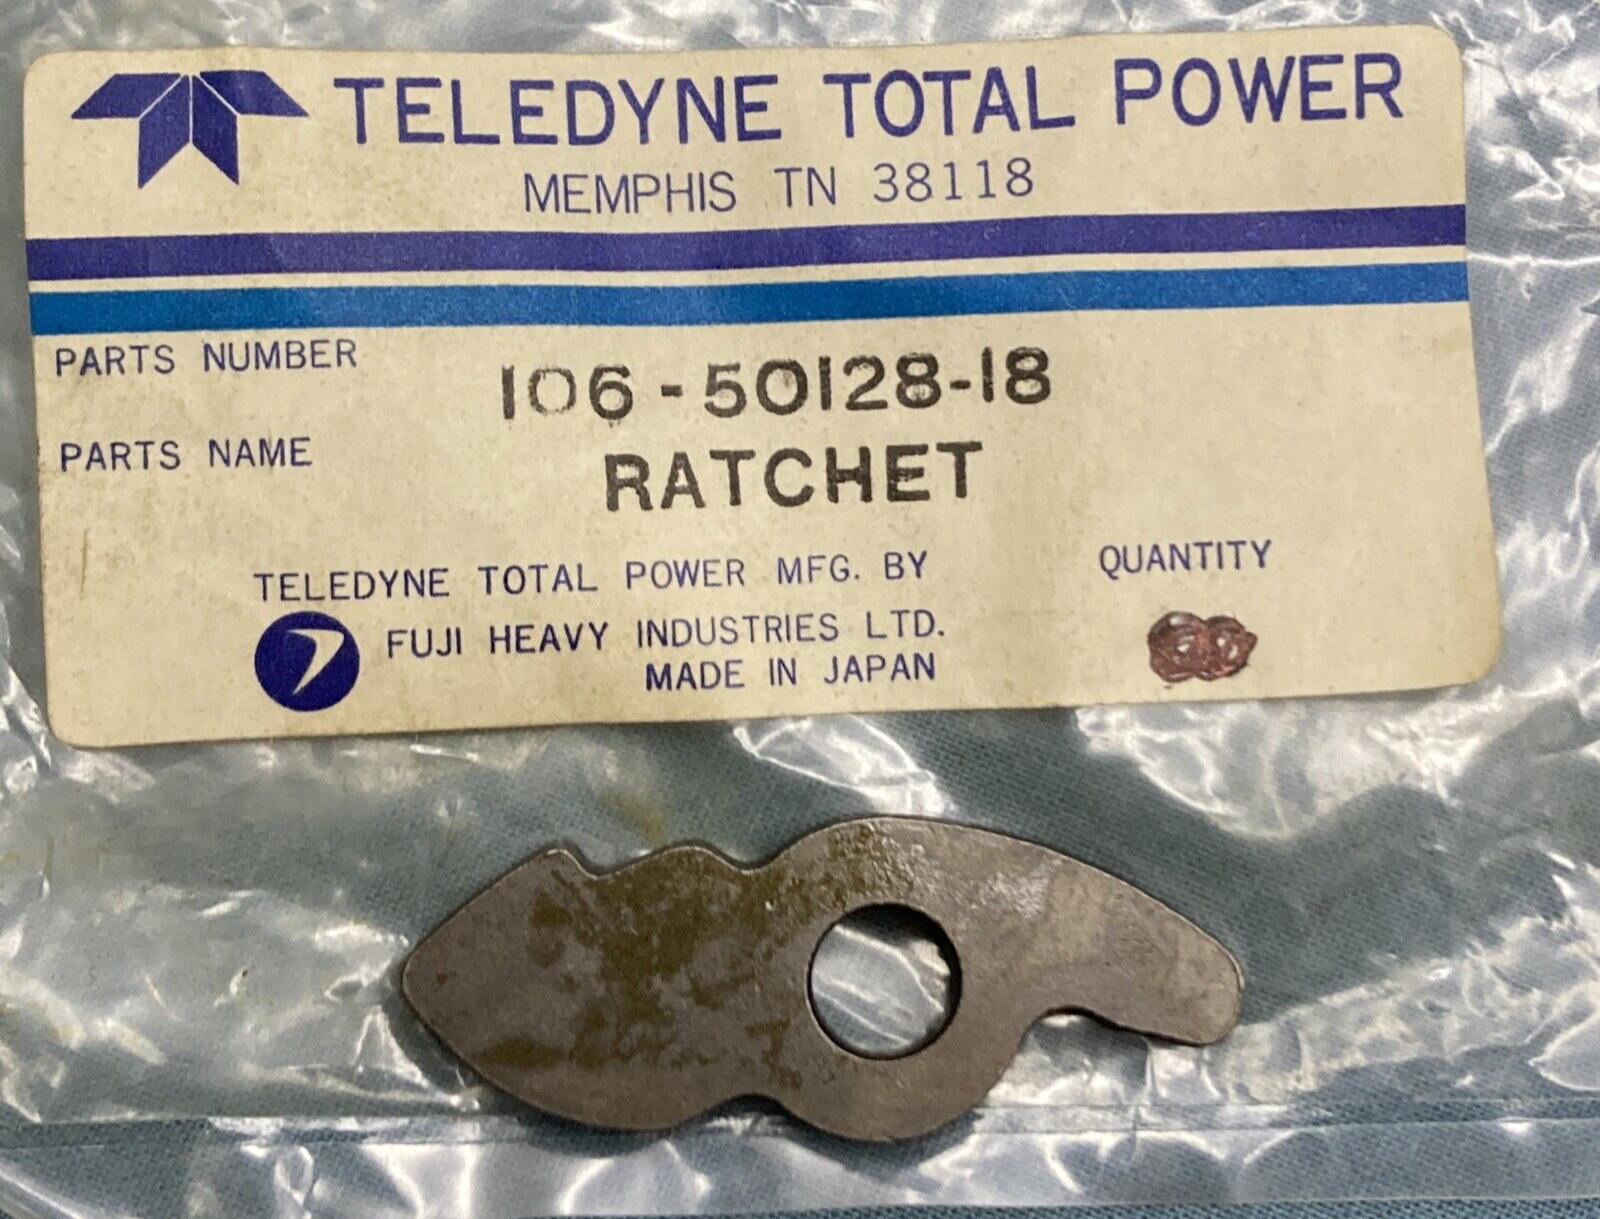 TELEDYNE TOTAL POWER
MEMPHIS TN 38118
PARTS NUMBER 106-50128-18
PARTS NAME RATCHET
TELEDYNE TOTAL POWER MFG. BY
FUJI HEAVY INDUSTRIES LTD.
MADE IN JAPAN
QUANTITY